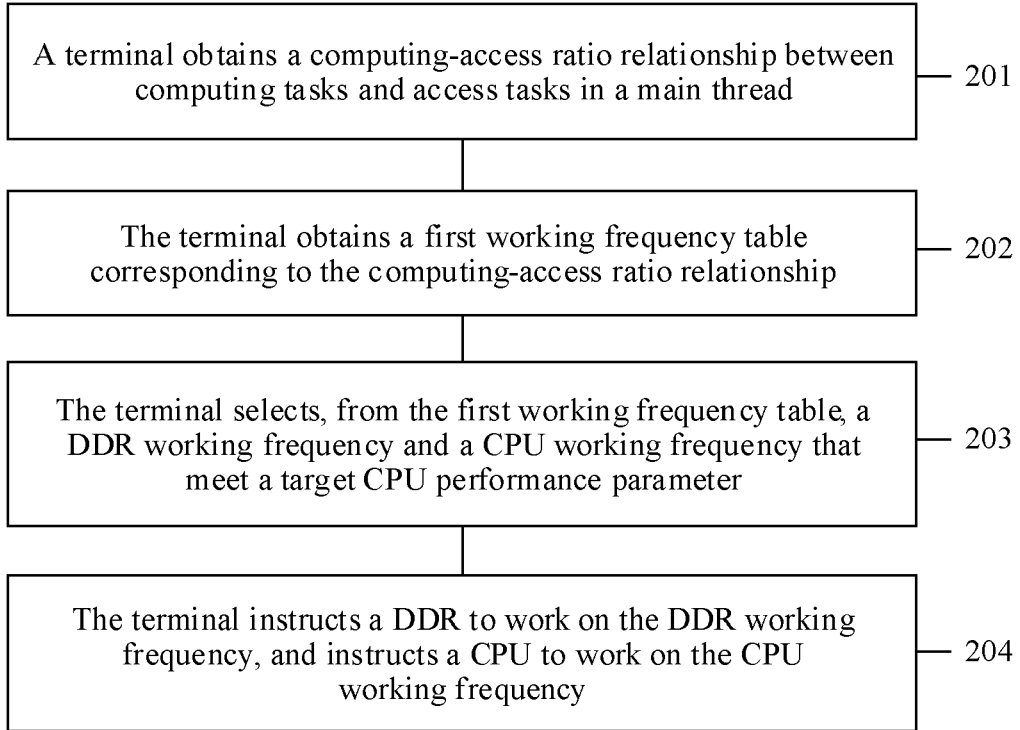 A terminal obtains a computing-access ratio relationship between
computing tasks and access tasks in a main thread
201
The terminal obtains a first working frequency table
corresponding to the computing-access ratio relationship
202
The terminal selects, from the first working frequency table, a
DDR working frequency and a CPU working frequency that
meet a target CPU performance parameter
203
The terminal instructs a DDR to work on the DDR working
frequency, and instructs a CPU to work on the CPU
working frequency
204